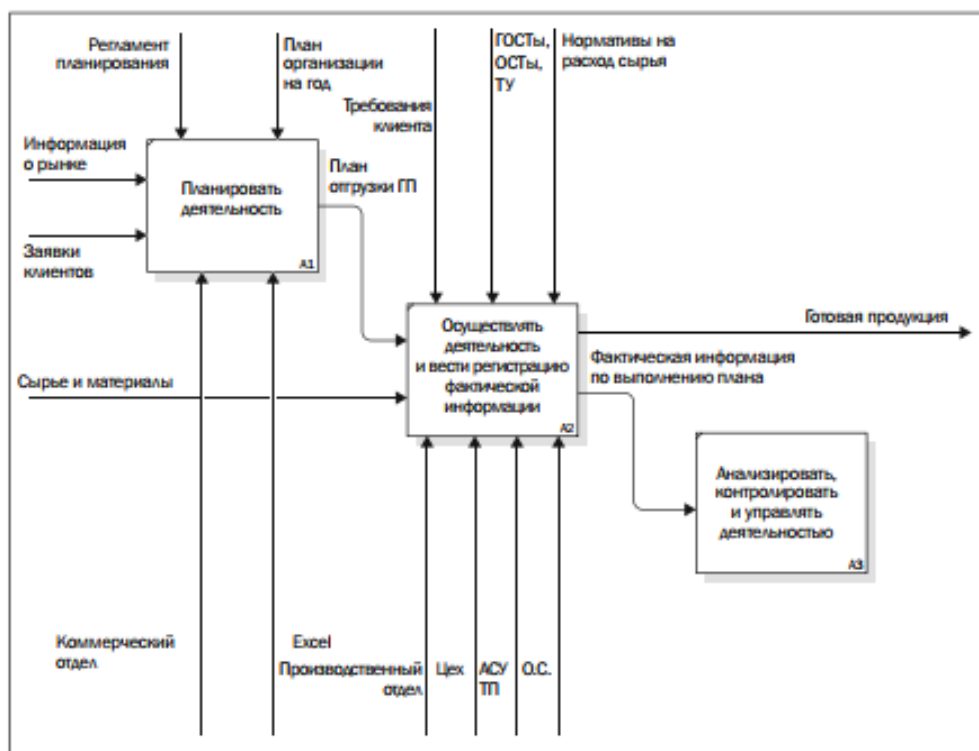 Регламент
планирования
План
организации
на год
ГОСТы,
ОСТы,
ТУ
Нормативы на
расход сырья
Требования
клиента
Информация
о рынке
Планировать
деятельность
A1
План
отгрузки ГП
Заявки
клиентов
Готовая продукция
Осуществлять
деятельность
и вести регистрацию
фактической
информации
A2
Фактическая информация
по выполнению плана
Сырье и материалы
Анализировать,
контролировать
и управлять
деятельностью
A3
Коммерческий
отдел
Excel
Производственный
отдел
Цех
АСУ
ТП
О.С.